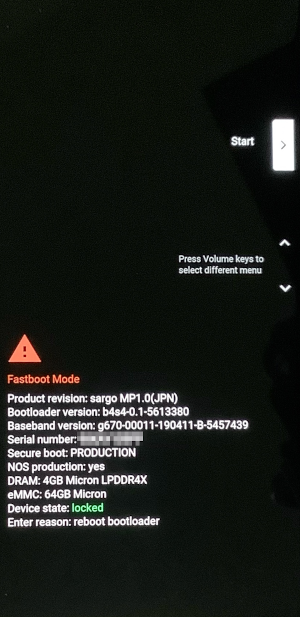 Start
Press Volume keys to
select different menu
Fastboot Mode
Product revision: sargo MP1.0(JPN)
Bootloader version: b4s4-0.1-5613380
Baseband version: g670-00011-190411-B-5457439
Serial number:
Secure boot: PRODUCTION
NOS production: yes
DRAM: 4GB Micron LPDDR4X
eMMC: 64GB Micron
Device state: locked
Enter reason: reboot bootloader